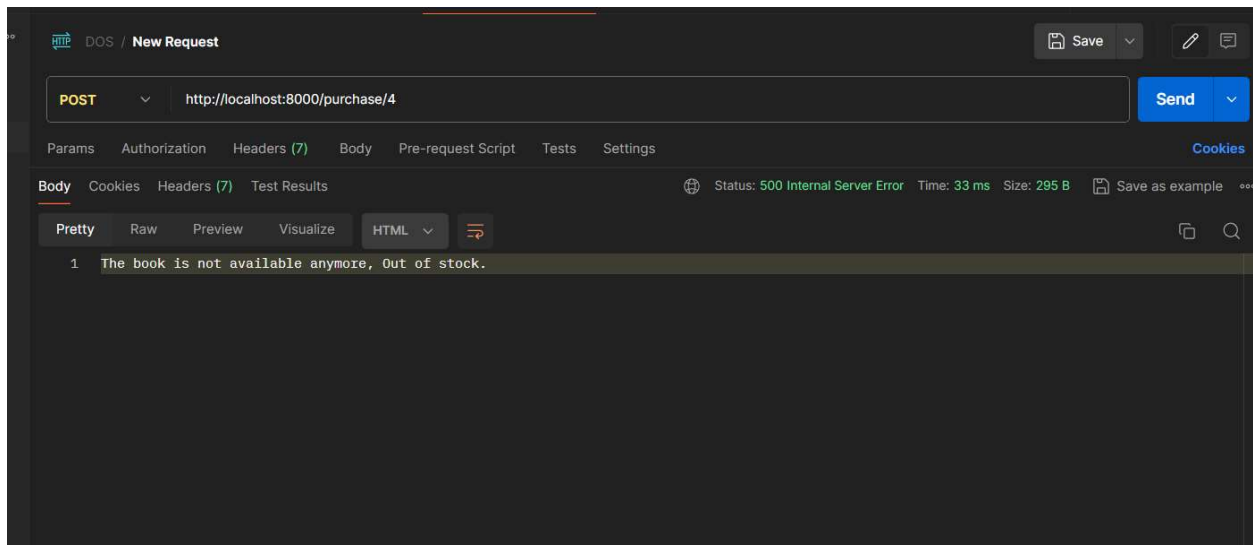 HTTP DOS / New Request Save
POST http://localhost:8000/purchase/4 Send
Params Authorization Headers (7) Body Pre-request Script Tests Settings Cookies
Body Cookies Headers (7) Test Results Status: 500 Internal Server Error Time: 33 ms Size: 295 B Save as example
Pretty Raw Preview Visualize HTML
1 The book is not available anymore, Out of stock.